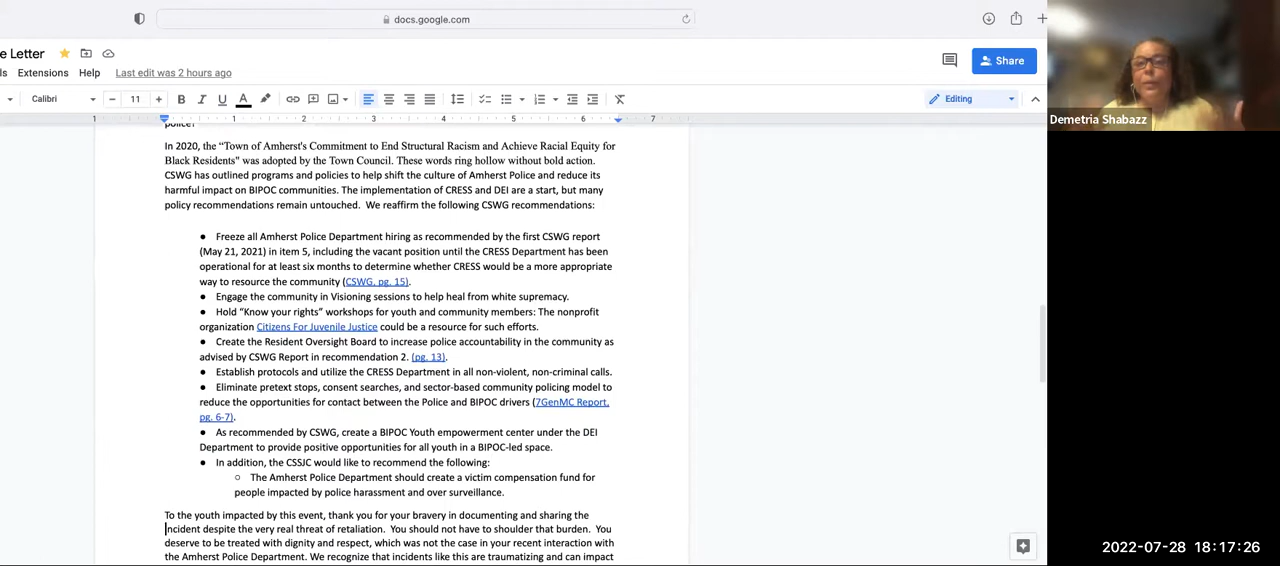 docs.google.com
e Letter
ls Extensions Help Last edit was 2 hours ago
Share
Calibri 11 B I U A Editing
1 1 2 3 4 5 6 7
police?
In 2020, the “Town of Amherst's Commitment to End Structural Racism and Achieve Racial Equity for
Black Residents" was adopted by the Town Council. These words ring hollow without bold action.
CSWG has outlined programs and policies to help shift the culture of Amherst Police and reduce its
harmful impact on BIPOC communities. The implementation of CRESS and DEI are a start, but many
policy recommendations remain untouched. We reaffirm the following CSWG recommendations:
● Freeze all Amherst Police Department hiring as recommended by the first CSWG report
(May 21, 2021) in item 5, including the vacant position until the CRESS Department has been
operational for at least six months to determine whether CRESS would be a more appropriate
way to resource the community (CSWG, pg. 15).
● Engage the community in Visioning sessions to help heal from white supremacy.
● Hold “Know your rights” workshops for youth and community members: The nonprofit
organization Citizens For Juvenile Justice could be a resource for such efforts.
● Create the Resident Oversight Board to increase police accountability in the community as
advised by CSWG Report in recommendation 2. (pg. 13).
● Establish protocols and utilize the CRESS Department in all non-violent, non-criminal calls.
● Eliminate pretext stops, consent searches, and sector-based community policing model to
reduce the opportunities for contact between the Police and BIPOC drivers (7GenMC Report,
pg. 6-7).
● As recommended by CSWG, create a BIPOC Youth empowerment center under the DEI
Department to provide positive opportunities for all youth in a BIPOC-led space.
● In addition, the CSSJC would like to recommend the following:
○ The Amherst Police Department should create a victim compensation fund for
people impacted by police harassment and over surveillance.
To the youth impacted by this event, thank you for your bravery in documenting and sharing the
incident despite the very real threat of retaliation. You should not have to shoulder that burden. You
deserve to be treated with dignity and respect, which was not the case in your recent interaction with
the Amherst Police Department. We recognize that incidents like this are traumatizing and can impact
Demetria Shabazz
2022-07-28 18:17:26